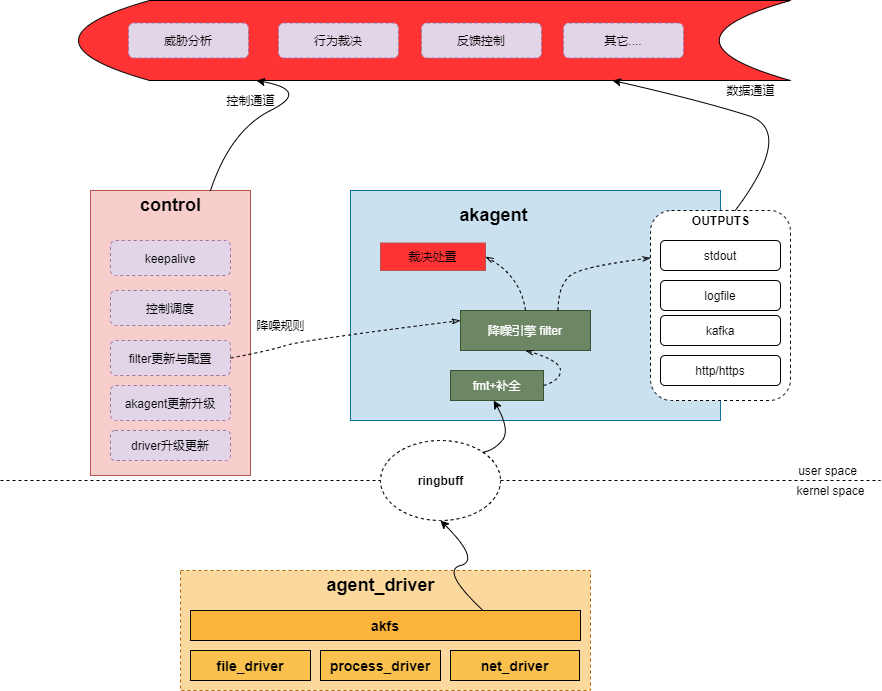 威胁分析
行为裁决
反馈控制
其它....
控制通道
数据通道
control
keepalive
控制调度
filter更新与配置
akagent更新升级
driver升级更新
降噪规则
akagent
裁决处置
降噪引擎 filter
fmt+补全
OUTPUTS
stdout
logfile
kafka
http/https
ringbuff
user space
kernel space
agent_driver
akfs
file_driver
process_driver
net_driver